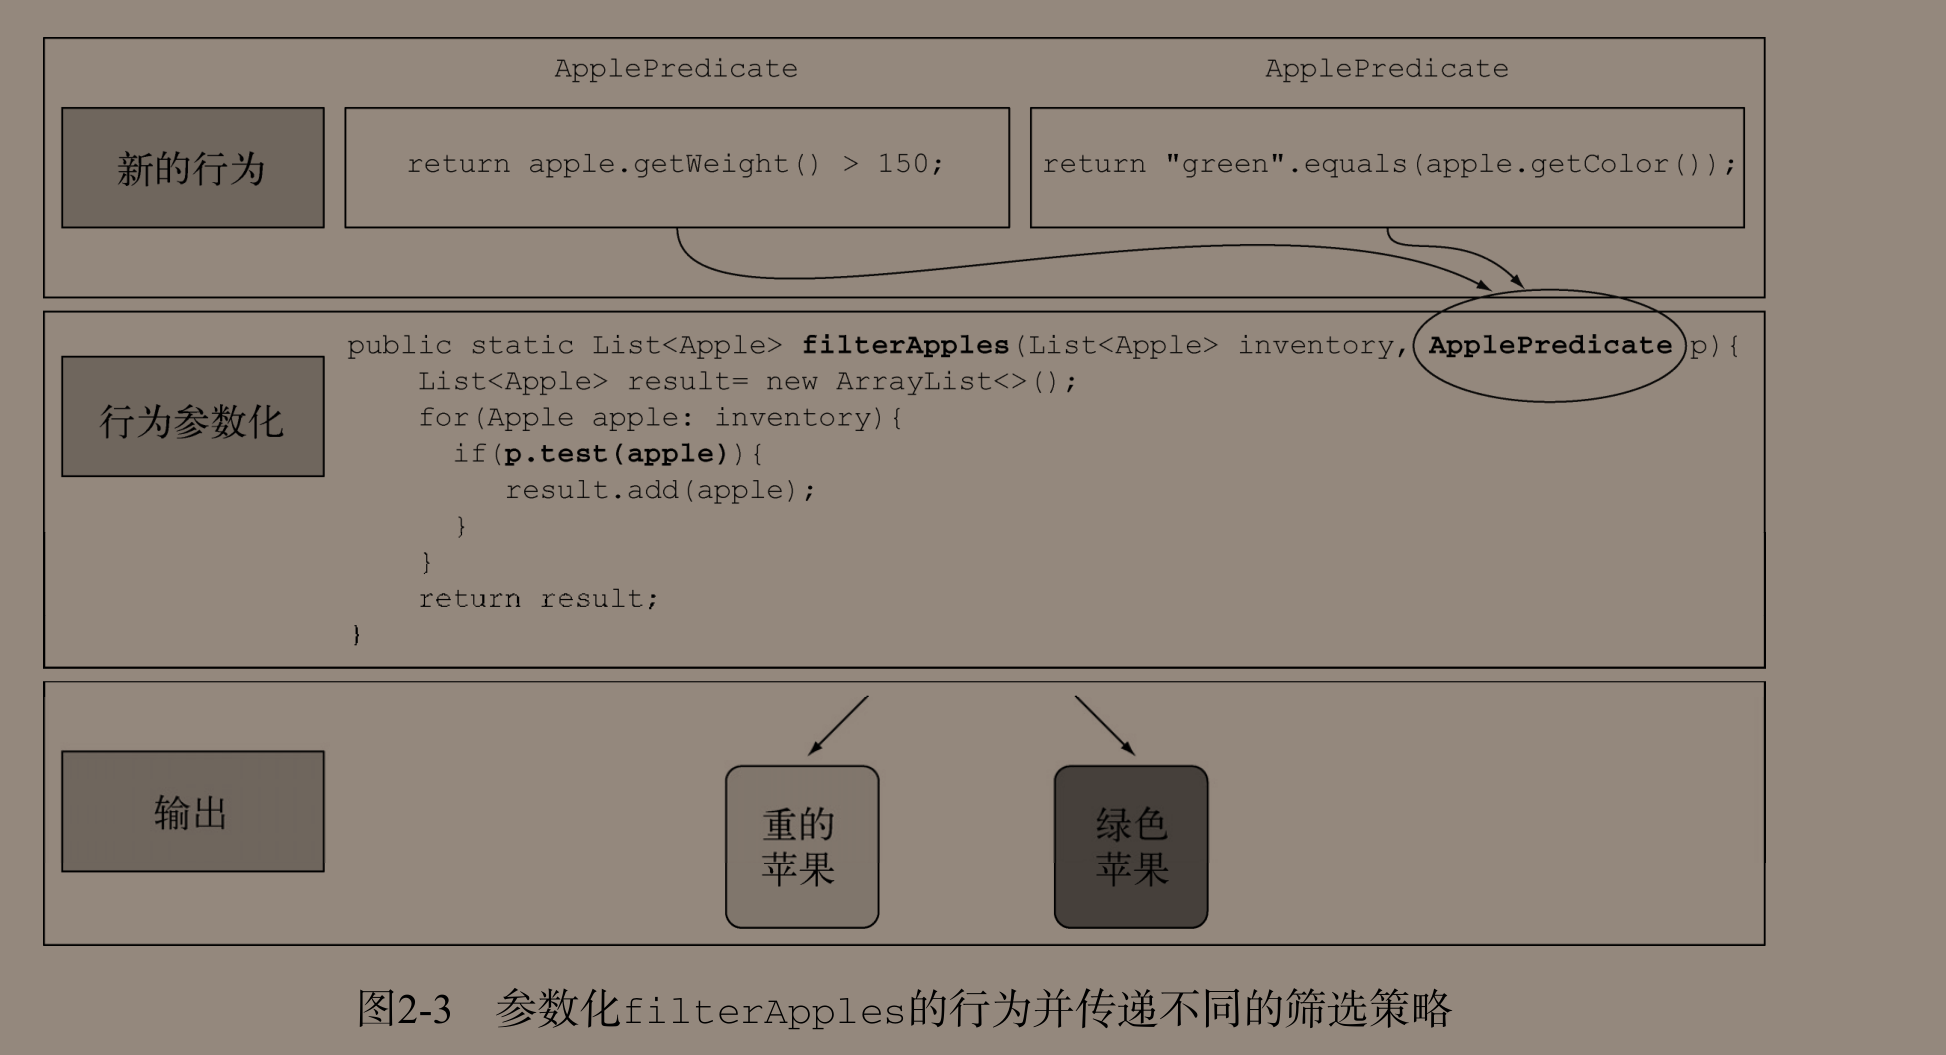 ApplePredicate ApplePredicate
新的行为 return apple.getWeight() > 150; return "green".equals(apple.getColor());
public static List<Apple> filterApples(List<Apple> inventory, ApplePredicate p){
List<Apple> result= new ArrayList<>();
for(Apple apple: inventory){
行为参数化
if(p.test(apple)){
result.add(apple);
}
}
return result;
}
输出
重的
苹果
绿色
苹果
图2-3 参数化filterApples的行为并传递不同的筛选策略